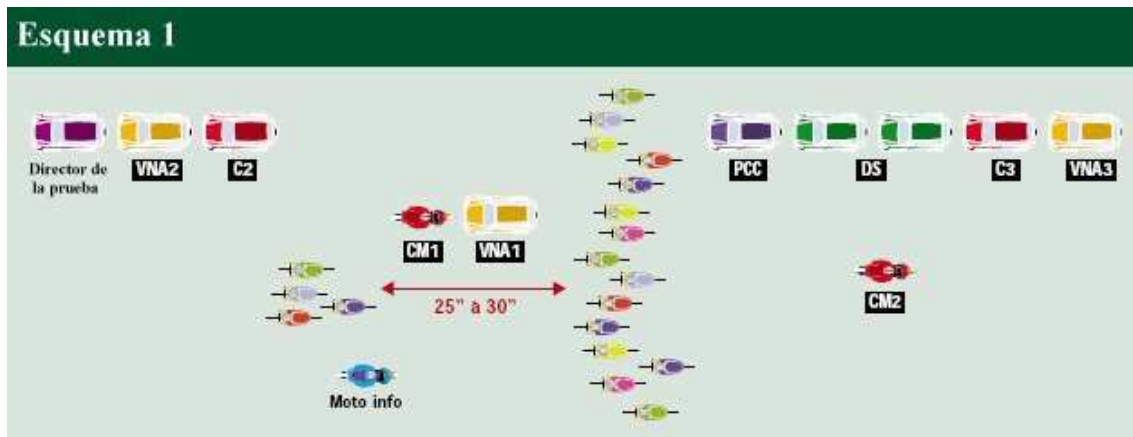 Esquema 1
Director de
la prueba
VNA2
C2
PCC
DS
C3
VNA3
CM1
VNA1
25” à 30”
CM2
Moto info